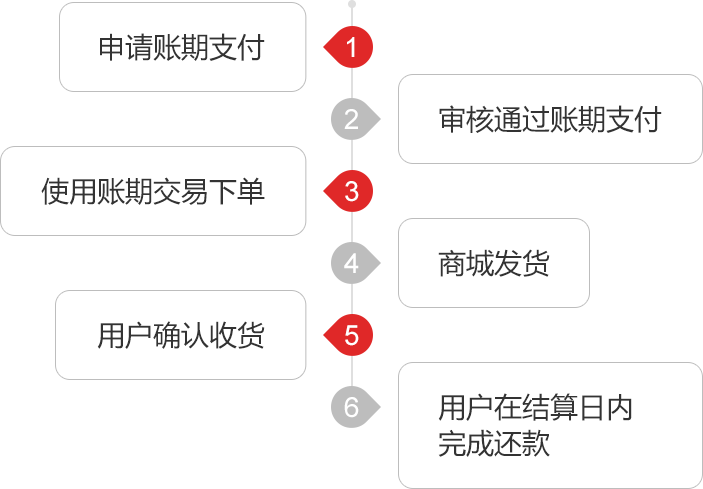 申请账期支付
1
2
审核通过账期支付
使用账期交易下单
3
4
商城发货
用户确认收货
5
6
用户在结算日内
完成还款